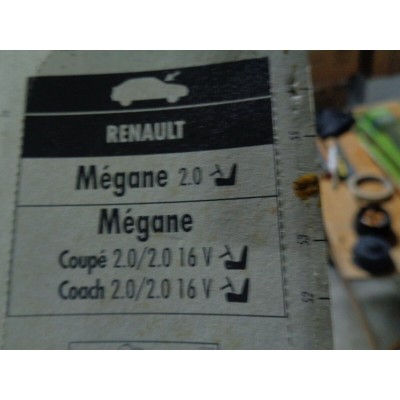 RENAULT
Mégane 2.0
Mégane
Coupé 2.0/2.0 16 V
Coach 2.0/2.0 16 V